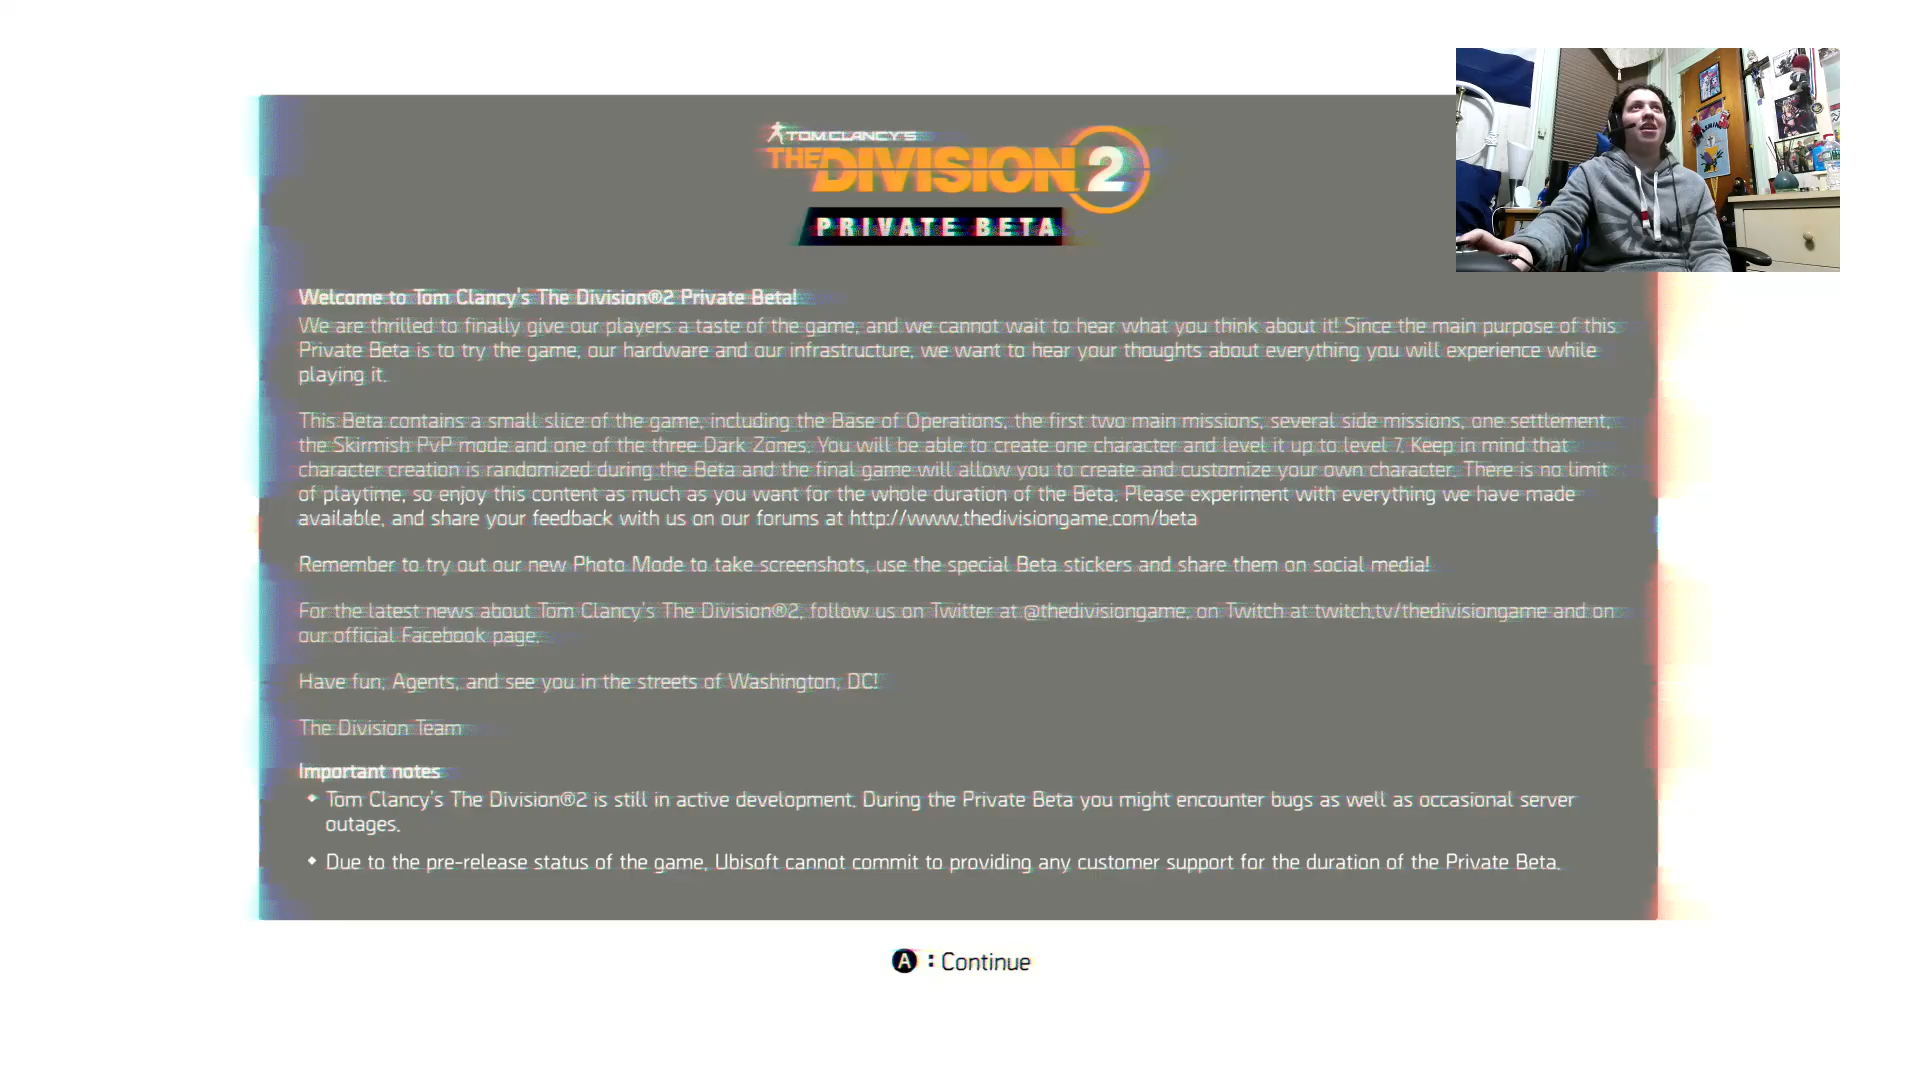 TOM CLANCY'S
THE DIVISION 2
PRIVATE BETA
Welcome to Tom Clancy's The Division®2 Private Beta!
We are thrilled to finally give our players a taste of the game, and we cannot wait to hear what you think about it! Since the main purpose of this
Private Beta is to try the game, our hardware and our infrastructure, we want to hear your thoughts about everything you will experience while
playing it.
This Beta contains a small slice of the game, including the Base of Operations, the first two main missions, several side missions, one settlement,
the Skirmish PvP mode and one of the three Dark Zones. You will be able to create one character and level it up to level 7. Keep in mind that
character creation is randomized during the Beta and the final game will allow you to create and customize your own character. There is no limit
of playtime, so enjoy this content as much as you want for the whole duration of the Beta. Please experiment with everything we have made
available, and share your feedback with us on our forums at http://www.thedivisiongame.com/beta
Remember to try out our new Photo Mode to take screenshots, use the special Beta stickers and share them on social media!
For the latest news about Tom Clancy's The Division®2, follow us on Twitter at @thedivisiongame, on Twitch at twitch.tv/thedivisiongame and on
our official Facebook page.
Have fun, Agents, and see you in the streets of Washington, DC!
The Division Team
Important notes
Tom Clancy's The Division®2 is still in active development. During the Private Beta you might encounter bugs as well as occasional server
outages.
Due to the pre-release status of the game, Ubisoft cannot commit to providing any customer support for the duration of the Private Beta.
A : Continue